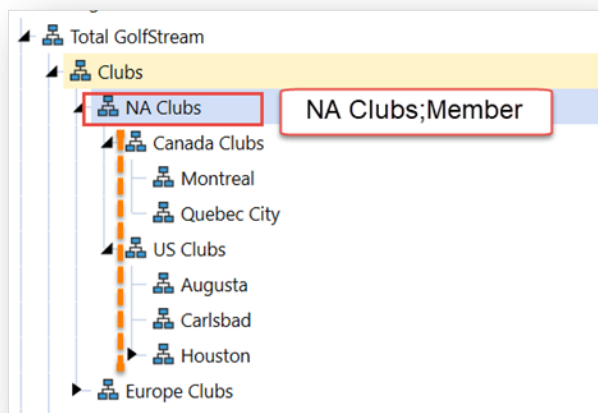 Total GolfStream
Clubs
NA Clubs
NA Clubs;Member
Canada Clubs
Montreal
Quebec City
US Clubs
Augusta
Carlsbad
Houston
Europe Clubs